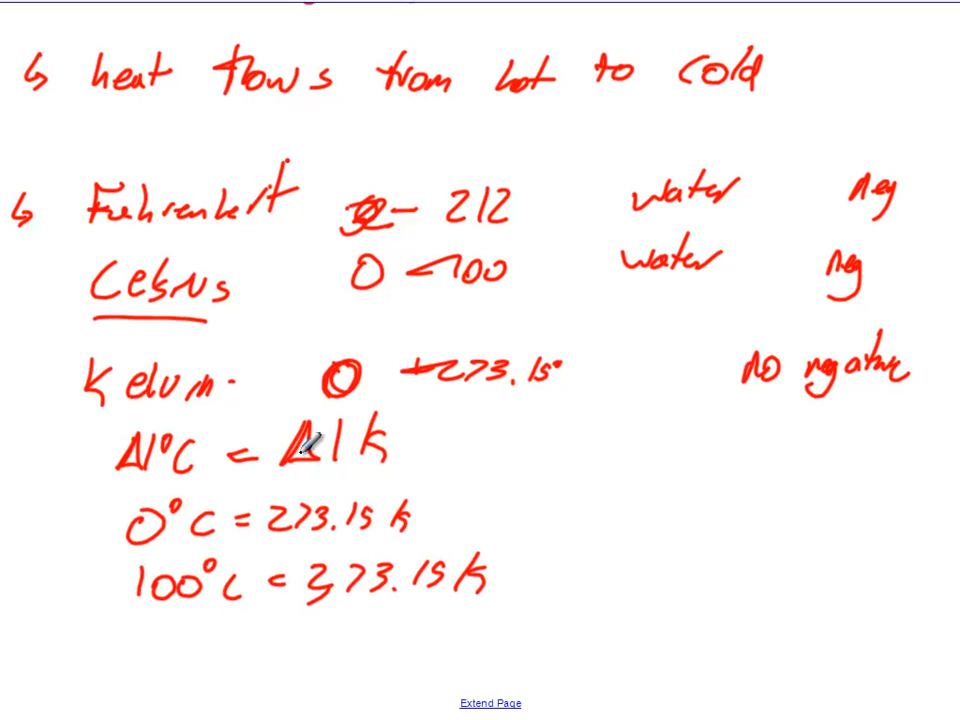 ↳ heat flows from hot to cold
↳ Fahrenheit 32 - 212 water neg
Celsius 0 - 100 water neg
Kelvin 0 273.15° no negative
Δ1°C = Δ1K
0°C = 273.15 K
100°C = 373.15 K
Extend Page